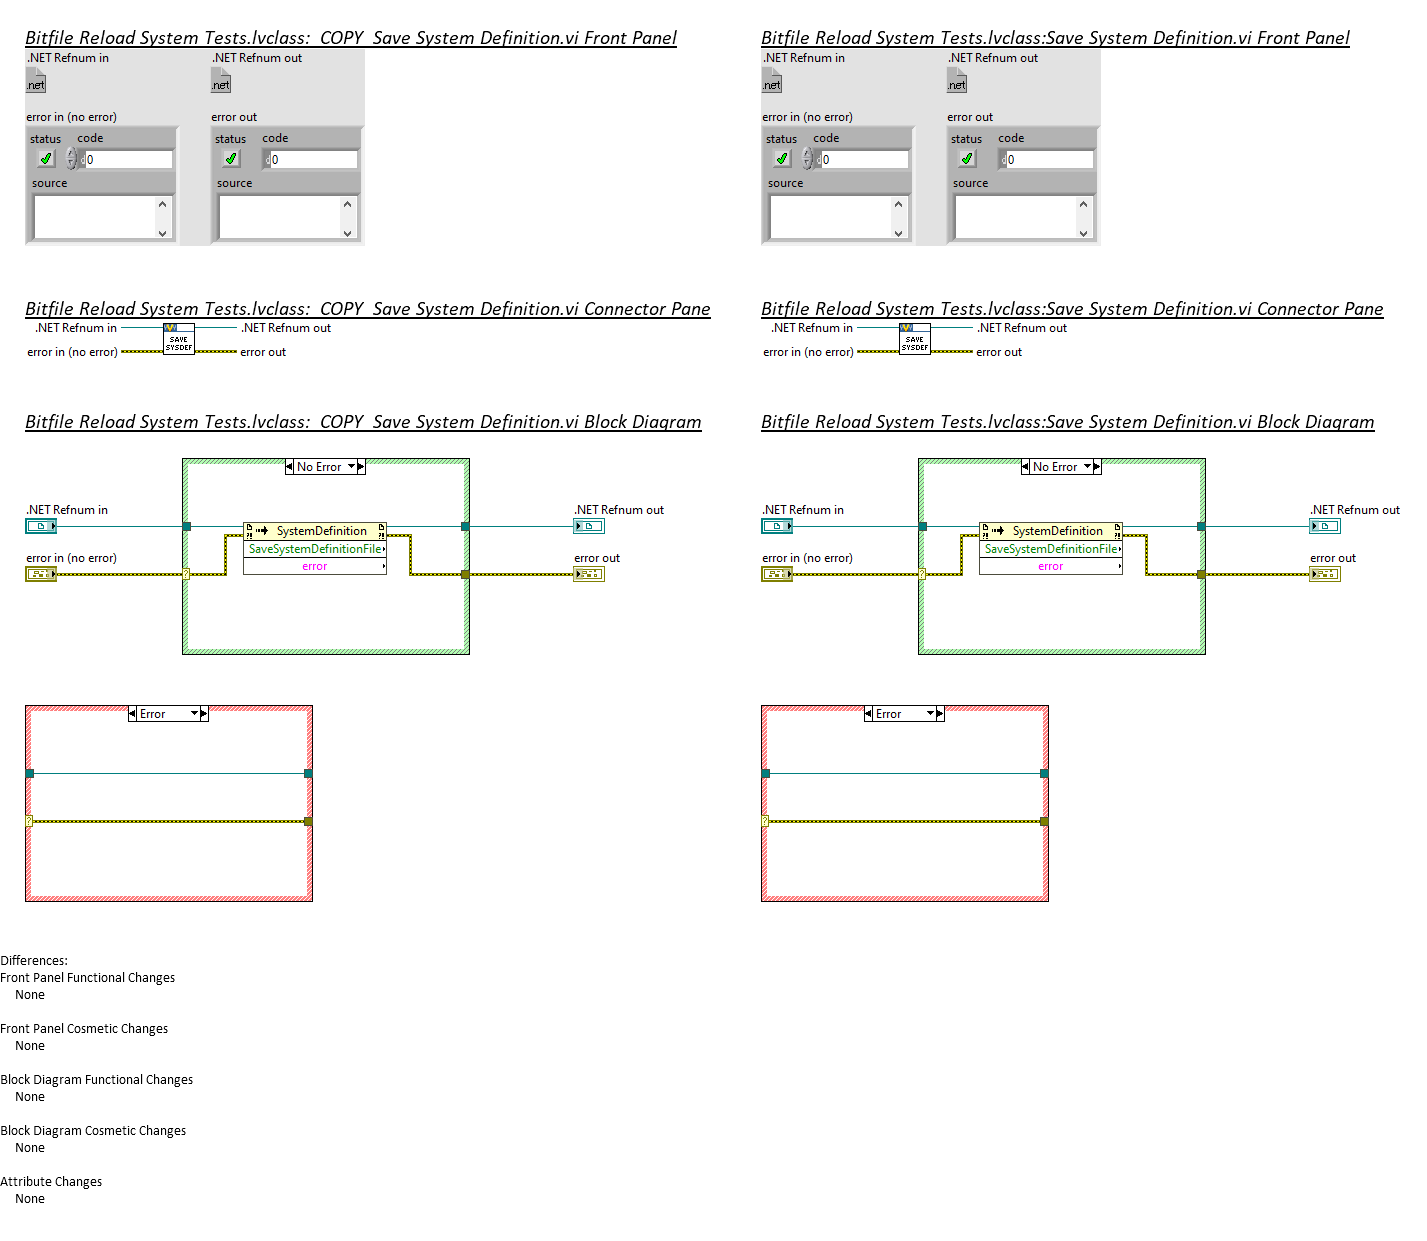 Bitfile Reload System Tests.lvclass:  COPY  Save System Definition.vi Front Panel
.NET Refnum in
.NET Refnum out
.net
.net
error in (no error)
error out
status
code
status
code
d 0
d 0
source
source
Bitfile Reload System Tests.lvclass:Save System Definition.vi Front Panel
.NET Refnum in
.NET Refnum out
.net
.net
error in (no error)
error out
status
code
status
code
d 0
d 0
source
source
Bitfile Reload System Tests.lvclass:  COPY  Save System Definition.vi Connector Pane
.NET Refnum in
.NET Refnum out
SAVE
SYSDEF
error in (no error)
error out
Bitfile Reload System Tests.lvclass:Save System Definition.vi Connector Pane
.NET Refnum in
.NET Refnum out
SAVE
SYSDEF
error in (no error)
error out
Bitfile Reload System Tests.lvclass:  COPY  Save System Definition.vi Block Diagram
No Error
.NET Refnum in
.NET Refnum out
SystemDefinition
?!
?!
SaveSystemDefinitionFile
error in (no error)
error out
error
?
Error
?
Bitfile Reload System Tests.lvclass:Save System Definition.vi Block Diagram
No Error
.NET Refnum in
.NET Refnum out
SystemDefinition
?!
?!
SaveSystemDefinitionFile
error in (no error)
error out
error
?
Error
?
Differences:
Front Panel Functional Changes
None
Front Panel Cosmetic Changes
None
Block Diagram Functional Changes
None
Block Diagram Cosmetic Changes
None
Attribute Changes
None